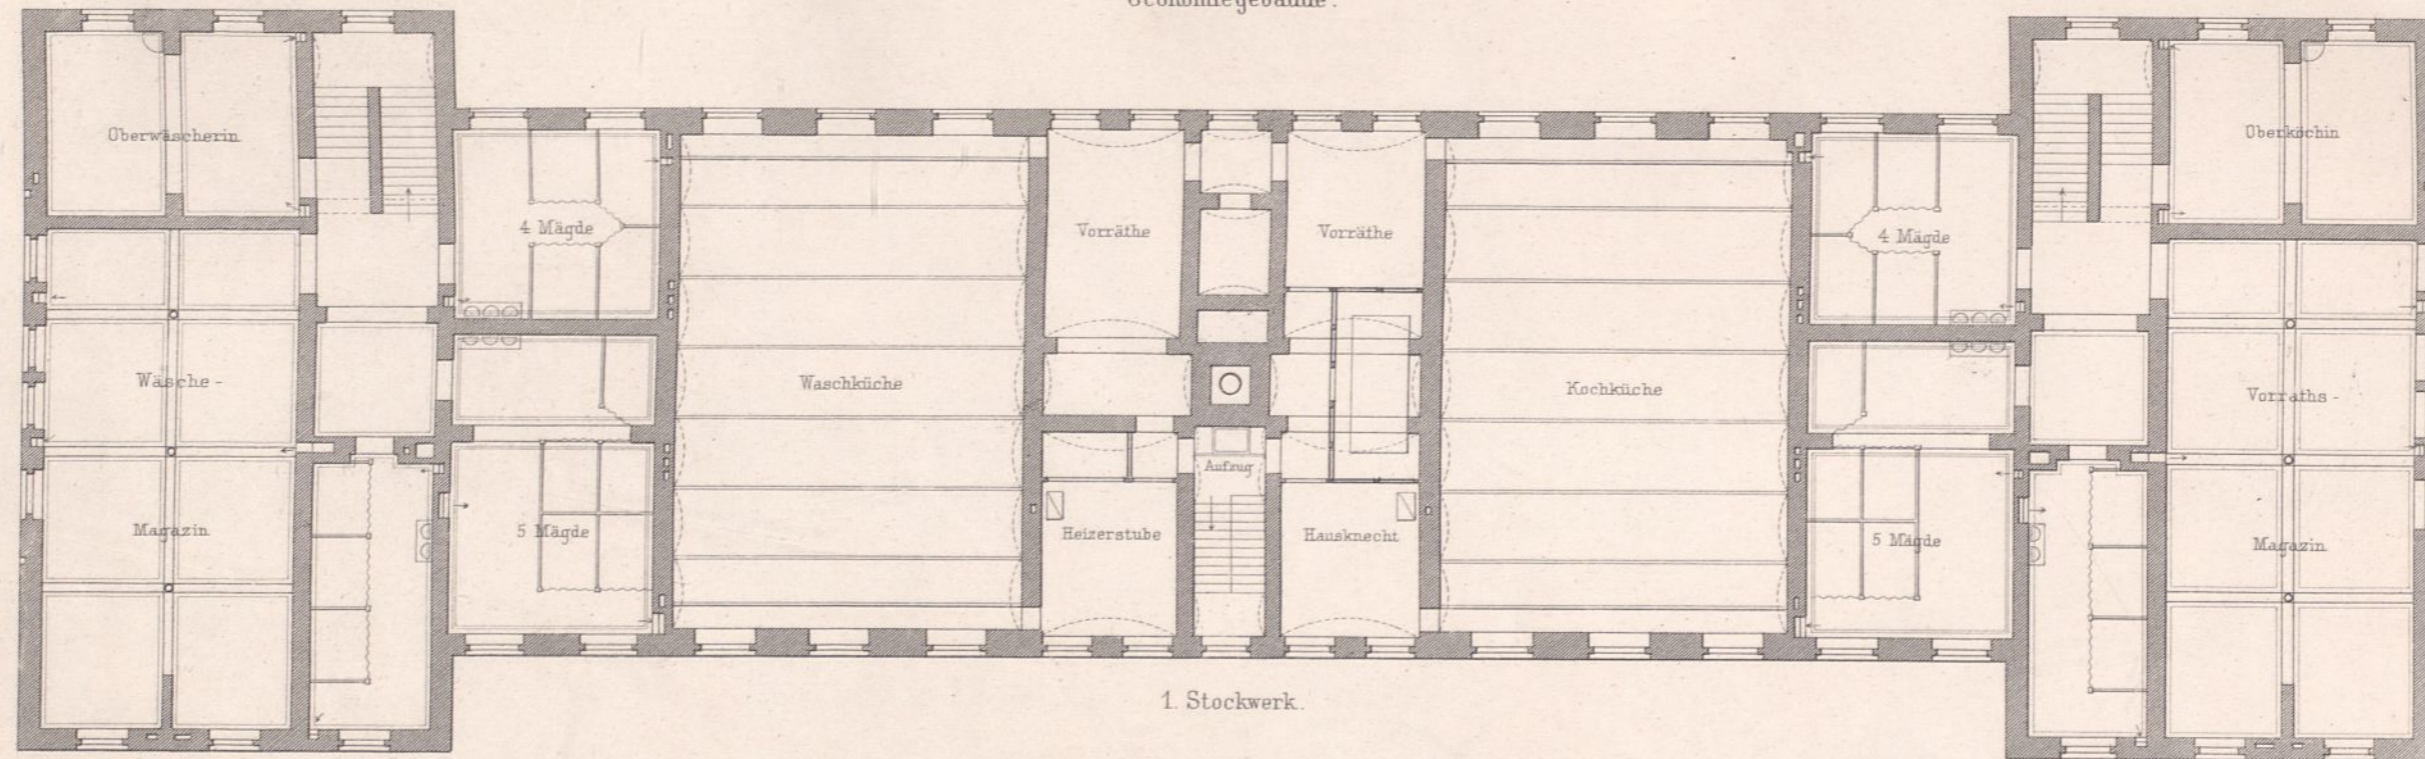 Oekonomiegebäude.
Oberwäscherin
Oberköchin
4 Mägde
Vorräthe
Vorräthe
4 Mägde
Wäsche-
Waschküche
Kochküche
Vorraths-
Aufzug
Magazin
5 Mägde
Heizerstube
Hausknecht
5 Mägde
Magazin
1. Stockwerk.